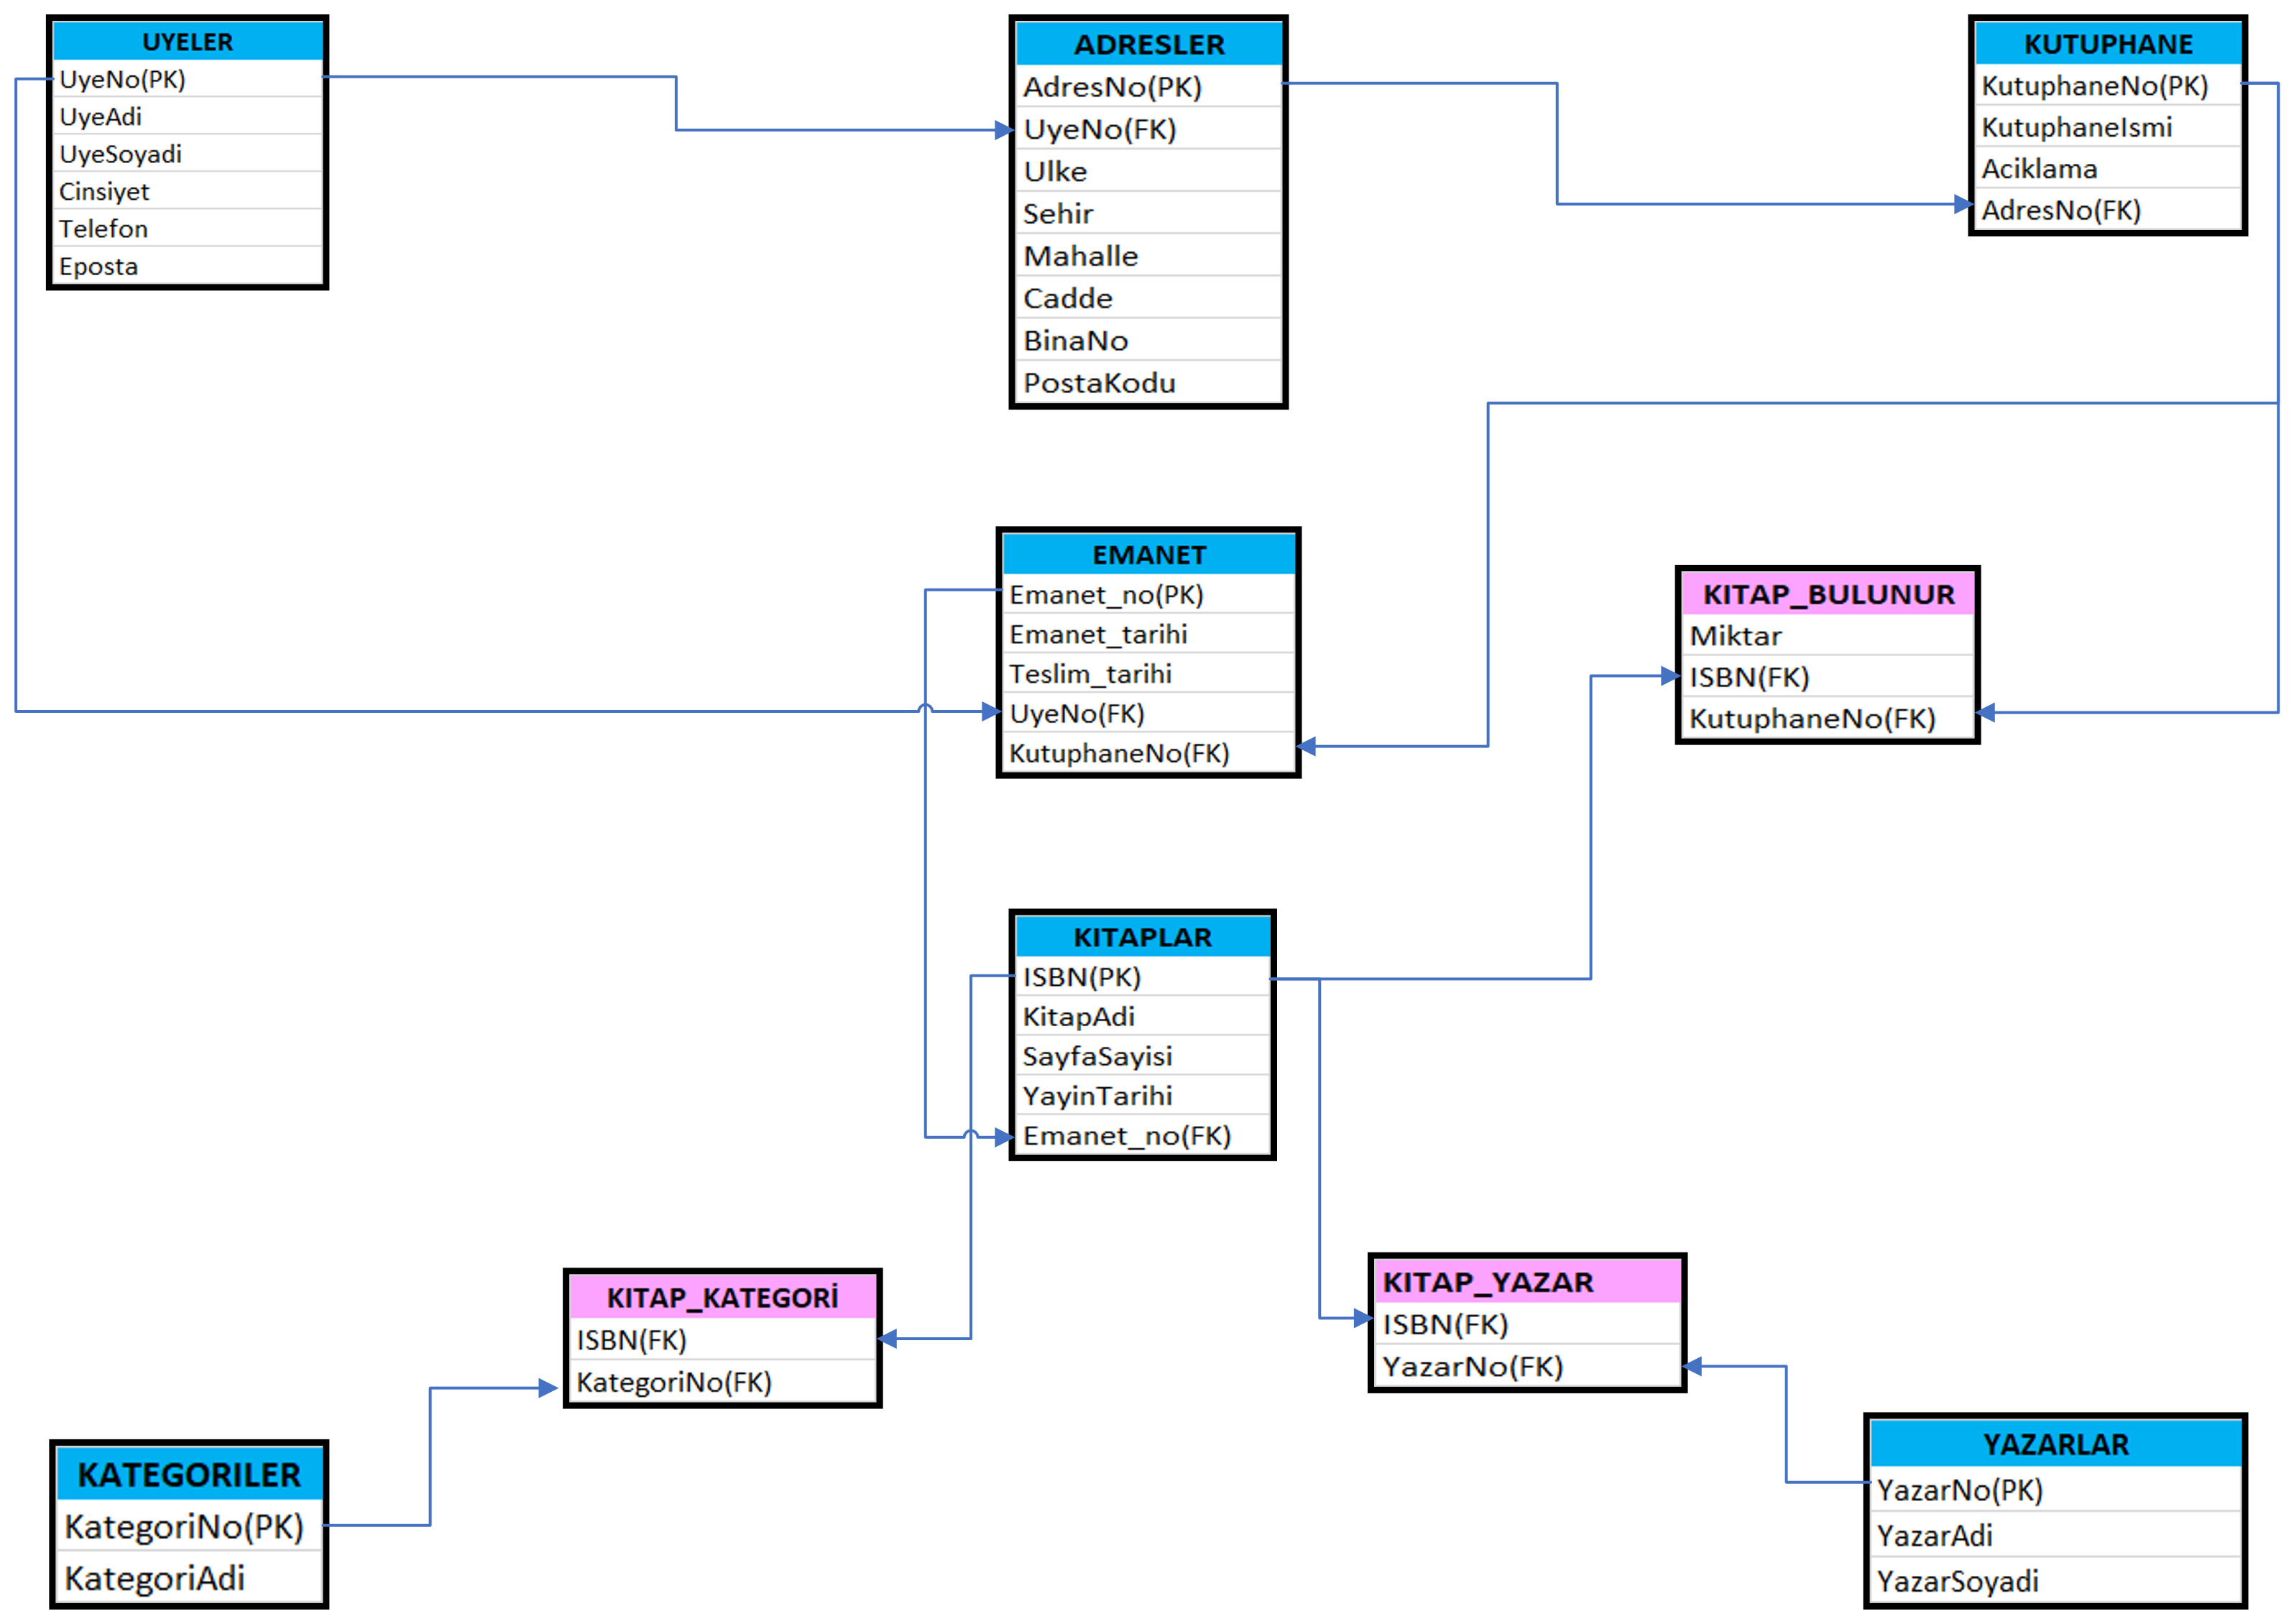 UYELER
UyeNo(PK)
UyeAdi
UyeSoyadi
Cinsiyet
Telefon
Eposta
ADRESLER
AdresNo(PK)
UyeNo(FK)
Ulke
Sehir
Mahalle
Cadde
BinaNo
PostaKodu
KUTUPHANE
KutuphaneNo(PK)
KutuphaneIsmi
Aciklama
AdresNo(FK)
EMANET
Emanet_no(PK)
Emanet_tarihi
Teslim_tarihi
UyeNo(FK)
KutuphaneNo(FK)
KITAP_BULUNUR
Miktar
ISBN(FK)
KutuphaneNo(FK)
KITAPLAR
ISBN(PK)
KitapAdi
SayfaSayisi
YayinTarihi
Emanet_no(FK)
KITAP_KATEGORİ
ISBN(FK)
KategoriNo(FK)
KITAP_YAZAR
ISBN(FK)
YazarNo(FK)
KATEGORILER
KategoriNo(PK)
KategoriAdi
YAZARLAR
YazarNo(PK)
YazarAdi
YazarSoyadi